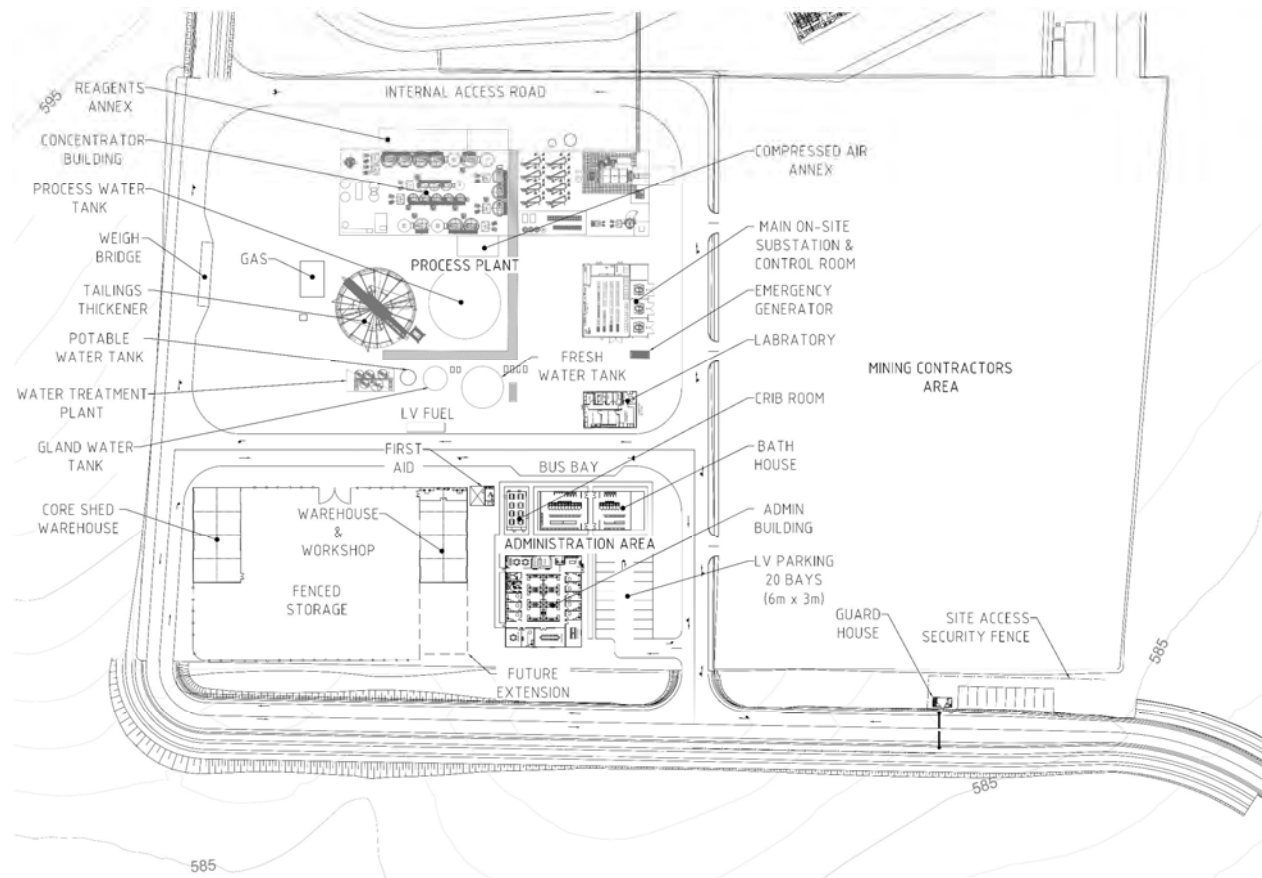 595
REAGENTS
ANNEX
CONCENTRATOR
BUILDING
PROCESS WATER
TANK
WEIGH
BRIDGE
TAILINGS
THICKENER
POTABLE
WATER TANK
WATER TREATMENT
PLANT
GLAND WATER
TANK
CORE SHED
WAREHOUSE
INTERNAL ACCESS ROAD
GAS
PROCESS PLANT
FRESH
WATER TANK
LV FUEL
FIRST
AID
BUS BAY
WAREHOUSE
&
WORKSHOP
FENCED
STORAGE
ADMINISTRATION AREA
FUTURE
EXTENSION
COMPRESSED AIR
ANNEX
MAIN ON-SITE
SUBSTATION &
CONTROL ROOM
EMERGENCY
GENERATOR
LABRATORY
CRIB ROOM
BATH
HOUSE
ADMIN
BUILDING
LV PARKING
20 BAYS
(6m x 3m)
MINING CONTRACTORS
AREA
GUARD
HOUSE
SITE ACCESS
SECURITY FENCE
585
585
585